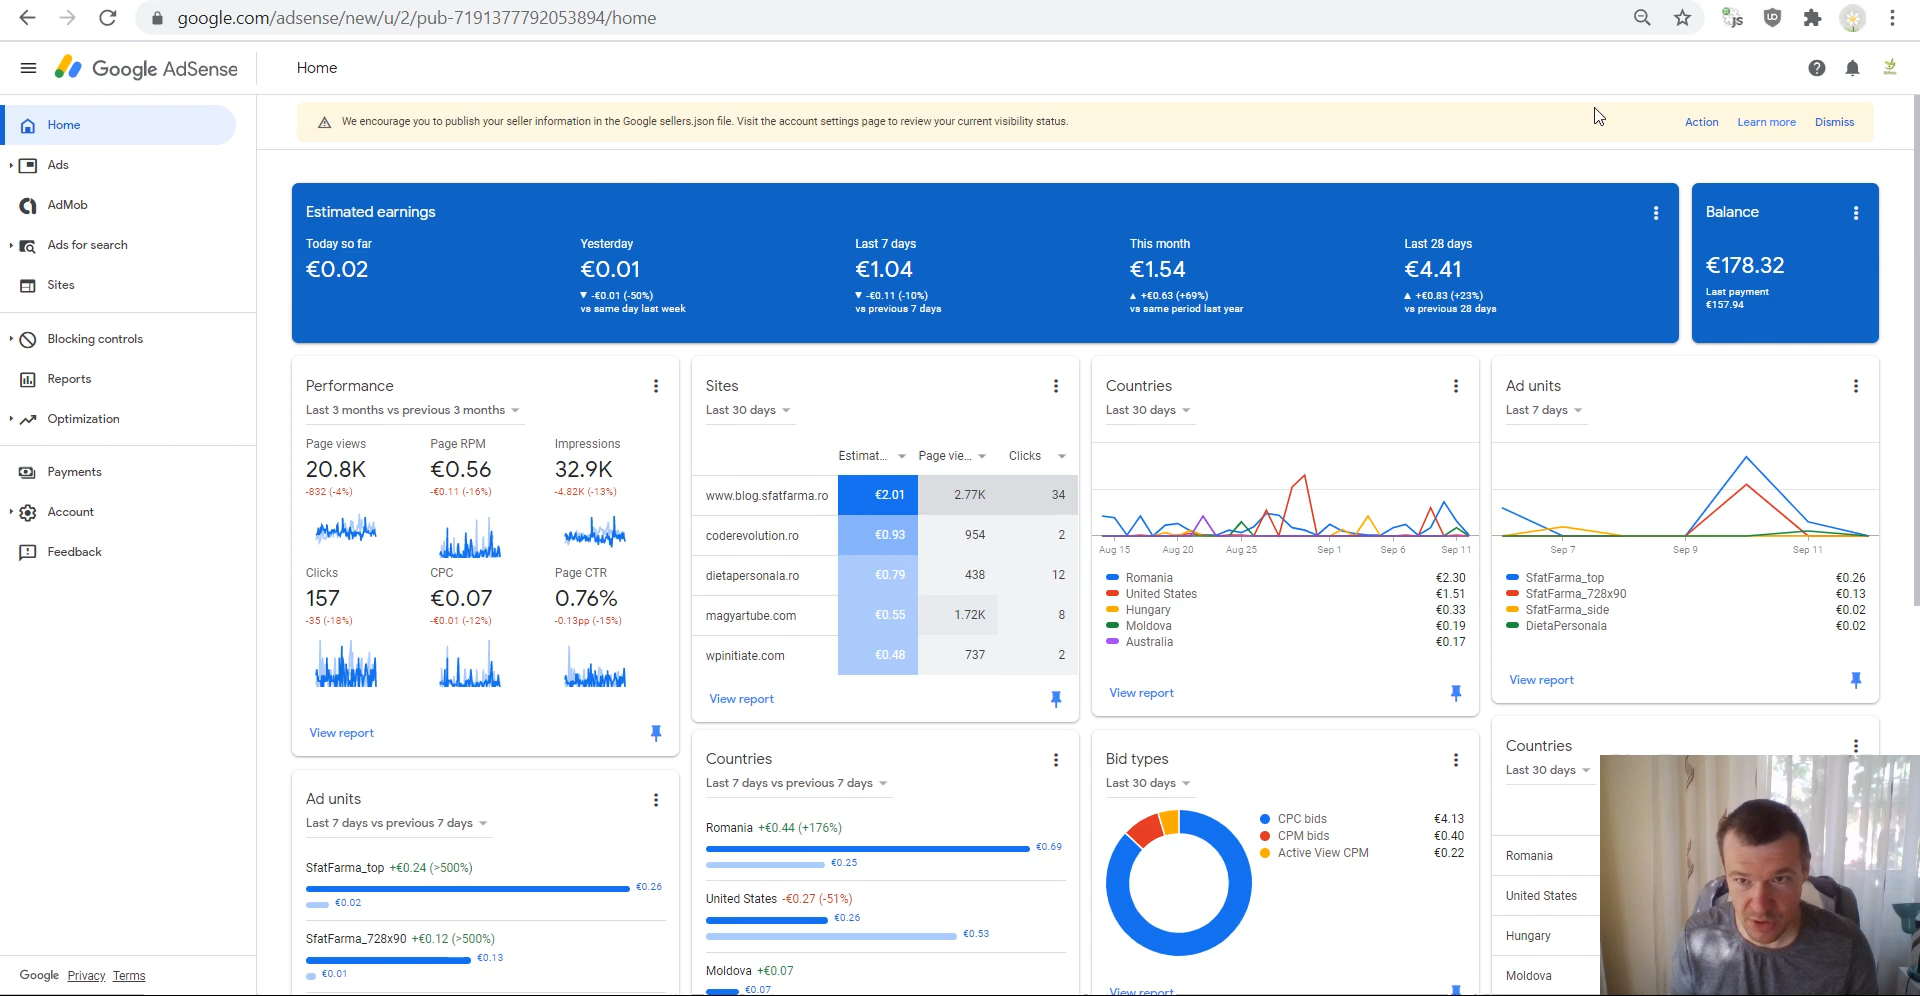 google.com/adsense/new/u/2/pub-7191377792053894/home
Google AdSense
Home
Home
Ads
AdMob
Ads for search
Sites
Blocking controls
Reports
Optimization
Payments
Account
Feedback
Google Privacy Terms
We encourage you to publish your seller information in the Google sellers.json file. Visit the account settings page to review your current visibility status.
Action Learn more Dismiss
Estimated earnings
Today so far
€0.02
Yesterday
€0.01
-€0.01 (-50%)
vs same day last week
Last 7 days
€1.04
-€0.11 (-10%)
vs previous 7 days
This month
€1.54
+€0.63 (+69%)
vs same period last year
Last 28 days
€4.41
+€0.83 (+23%)
vs previous 28 days
Balance
€178.32
Last payment
€157.94
Performance
Last 3 months vs previous 3 months
Page views
20.8K
-832 (-4%)
Page RPM
€0.56
-€0.11 (-16%)
Impressions
32.9K
-4.82K (-13%)
Clicks
157
-35 (-18%)
CPC
€0.07
-€0.01 (-12%)
Page CTR
0.76%
-0.13pp (-15%)
View report
Sites
Last 30 days
Estimat... Page vie... Clicks
www.blog.sfatfarma.ro €2.01 2.77K 34
coderevolution.ro €0.93 954 2
dietapersonala.ro €0.79 438 12
magyartube.com €0.55 1.72K 8
wpinitiate.com €0.48 737 2
View report
Countries
Last 30 days
Aug 15 Aug 20 Aug 25 Sep 1 Sep 6 Sep 11
Romania €2.30
United States €1.51
Hungary €0.33
Moldova €0.19
Australia €0.17
View report
Ad units
Last 7 days
Sep 7 Sep 9 Sep 11
SfatFarma_top €0.26
SfatFarma_728x90 €0.13
SfatFarma_side €0.02
DietaPersonala €0.02
View report
Ad units
Last 7 days vs previous 7 days
SfatFarma_top +€0.24 (>500%)
€0.26
€0.02
SfatFarma_728x90 +€0.12 (>500%)
€0.13
€0.01
Countries
Last 7 days vs previous 7 days
Romania +€0.44 (+176%)
€0.69
€0.25
United States -€0.27 (-51%)
€0.26
€0.53
Moldova +€0.07
€0.07
Bid types
Last 30 days
CPC bids €4.13
CPM bids €0.40
Active View CPM €0.22
View report
Countries
Last 30 days
Romania
United States
Hungary
Moldova